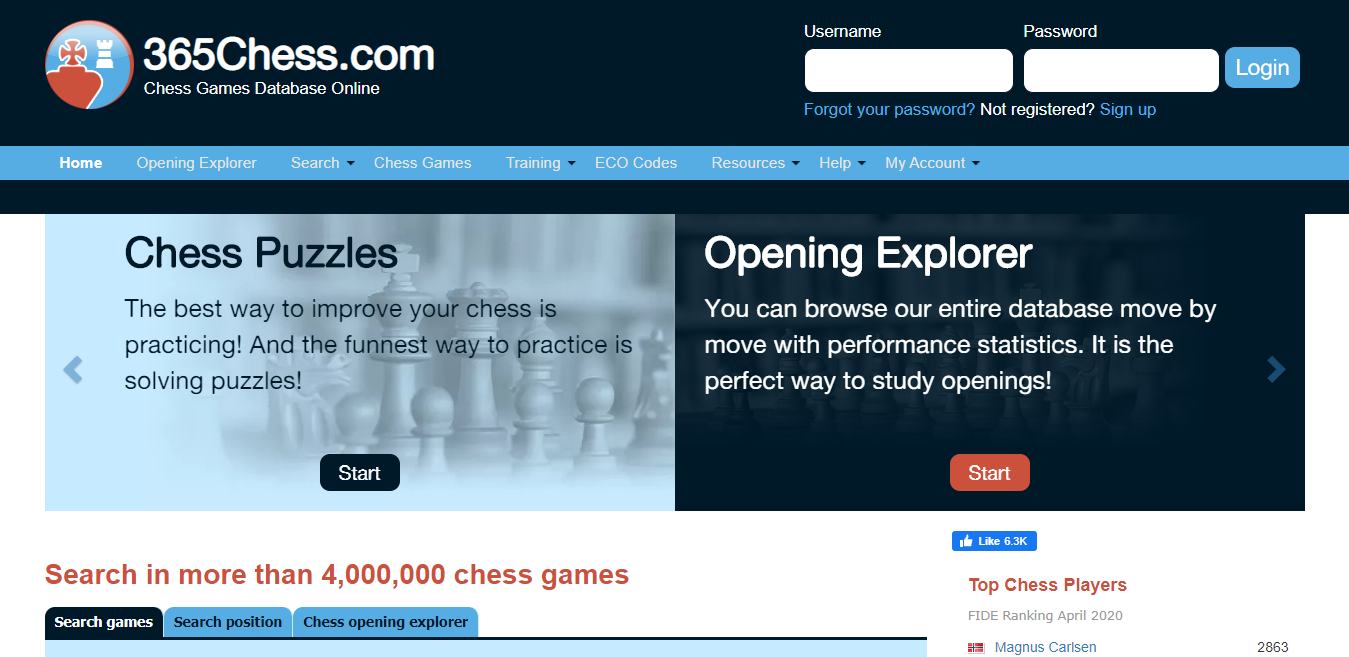 365Chess.com
Chess Games Database Online
Username
Password
Login
Forgot your password? Not registered? Sign up
Home
Opening Explorer
Search
Chess Games
Training
ECO Codes
Resources
Help
My Account
Chess Puzzles
The best way to improve your chess is
practicing! And the funnest way to practice is
solving puzzles!
Start
Opening Explorer
You can browse our entire database move by
move with performance statistics. It is the
perfect way to study openings!
Start
Like 6.3K
Search in more than 4,000,000 chess games
Search games
Search position
Chess opening explorer
Top Chess Players
FIDE Ranking April 2020
Magnus Carlsen 2863